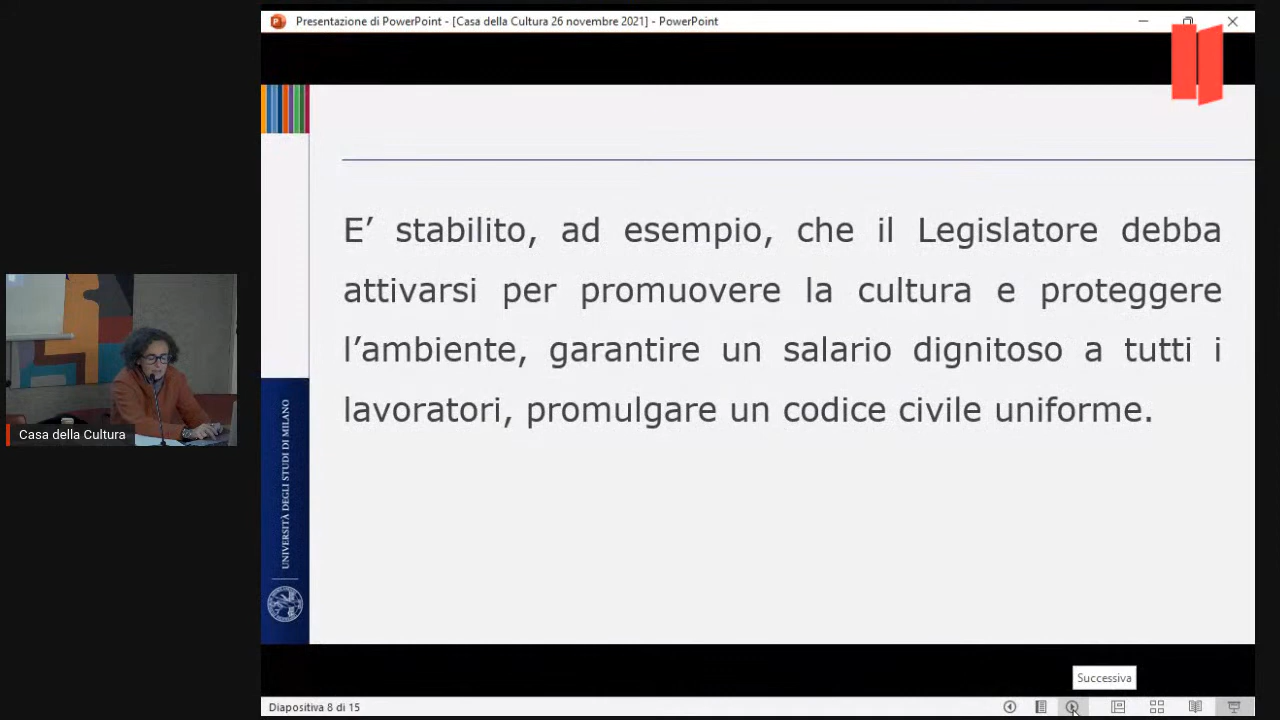 Presentazione di PowerPoint - [Casa della Cultura 26 novembre 2021] - PowerPoint
E’ stabilito, ad esempio, che il Legislatore debba
attivarsi per promuovere la cultura e proteggere
l’ambiente, garantire un salario dignitoso a tutti i
lavoratori, promulgare un codice civile uniforme.
UNIVERSITÀ DEGLI STUDI DI MILANO
Casa della Cultura
Successiva
Diapositiva 8 di 15